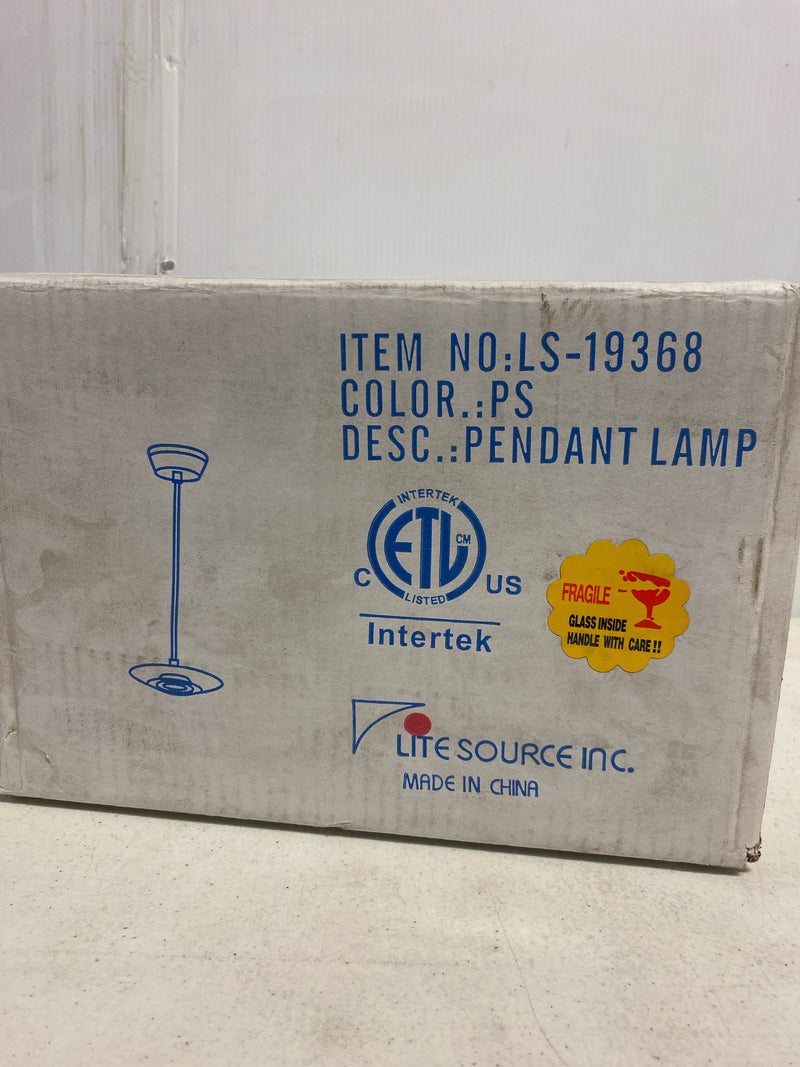 ITEM NO:LS-19368
COLOR.:PS
DESC.:PENDANT LAMP
INTERTEK
ETL CM
C US
LISTED
Intertek
FRAGILE
GLASS INSIDE
HANDLE WITH CARE !!
LITE SOURCE INC.
MADE IN CHINA